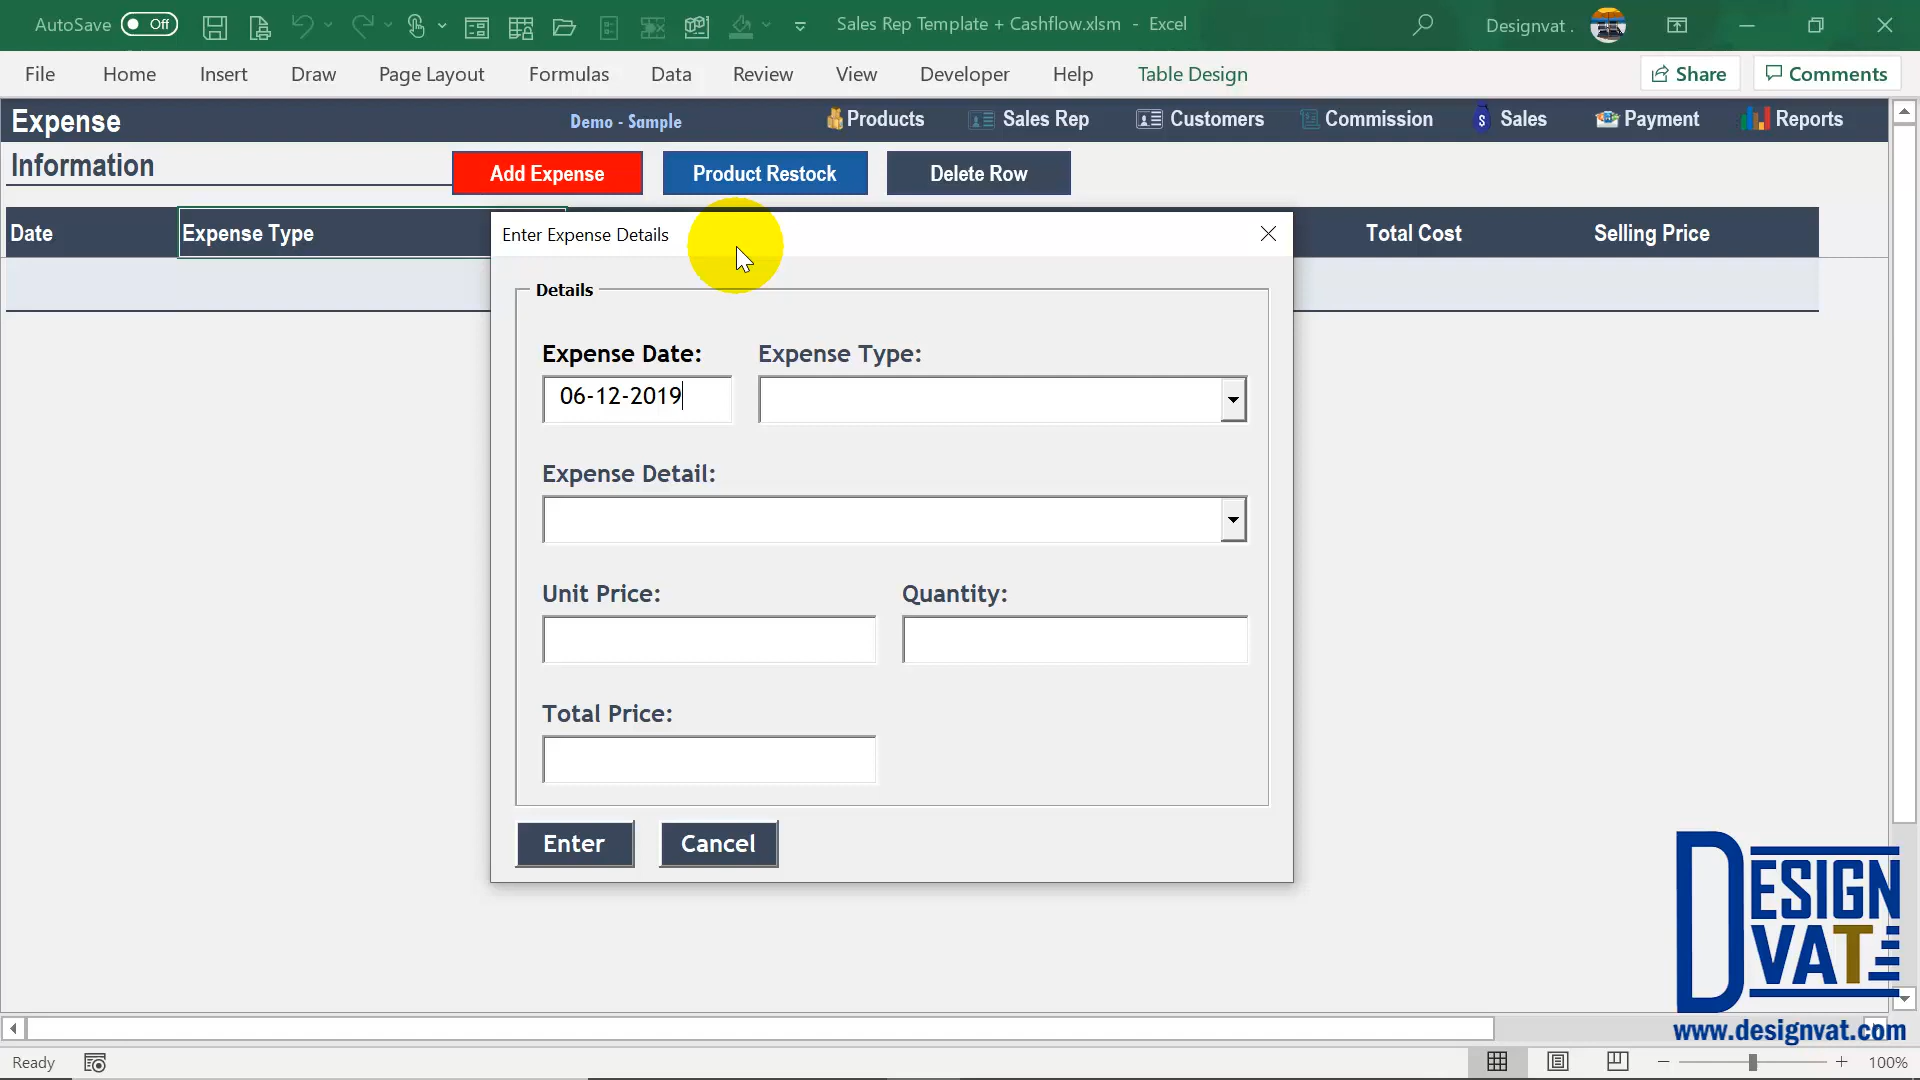 AutoSave Off Sales Rep Template + Cashflow.xlsm - Excel Designvat .
File Home Insert Draw Page Layout Formulas Data Review View Developer Help Table Design Share Comments
Expense Demo - Sample Products Sales Rep Customers Commission $ Sales Payment Reports
Information Add Expense Product Restock Delete Row
Date Expense Type Total Cost Selling Price
Enter Expense Details
Details
Expense Date: Expense Type:
06-12-2019
Expense Detail:
Unit Price: Quantity:
Total Price:
Enter Cancel
DESIGN
VAT
www.designvat.com
Ready 100%